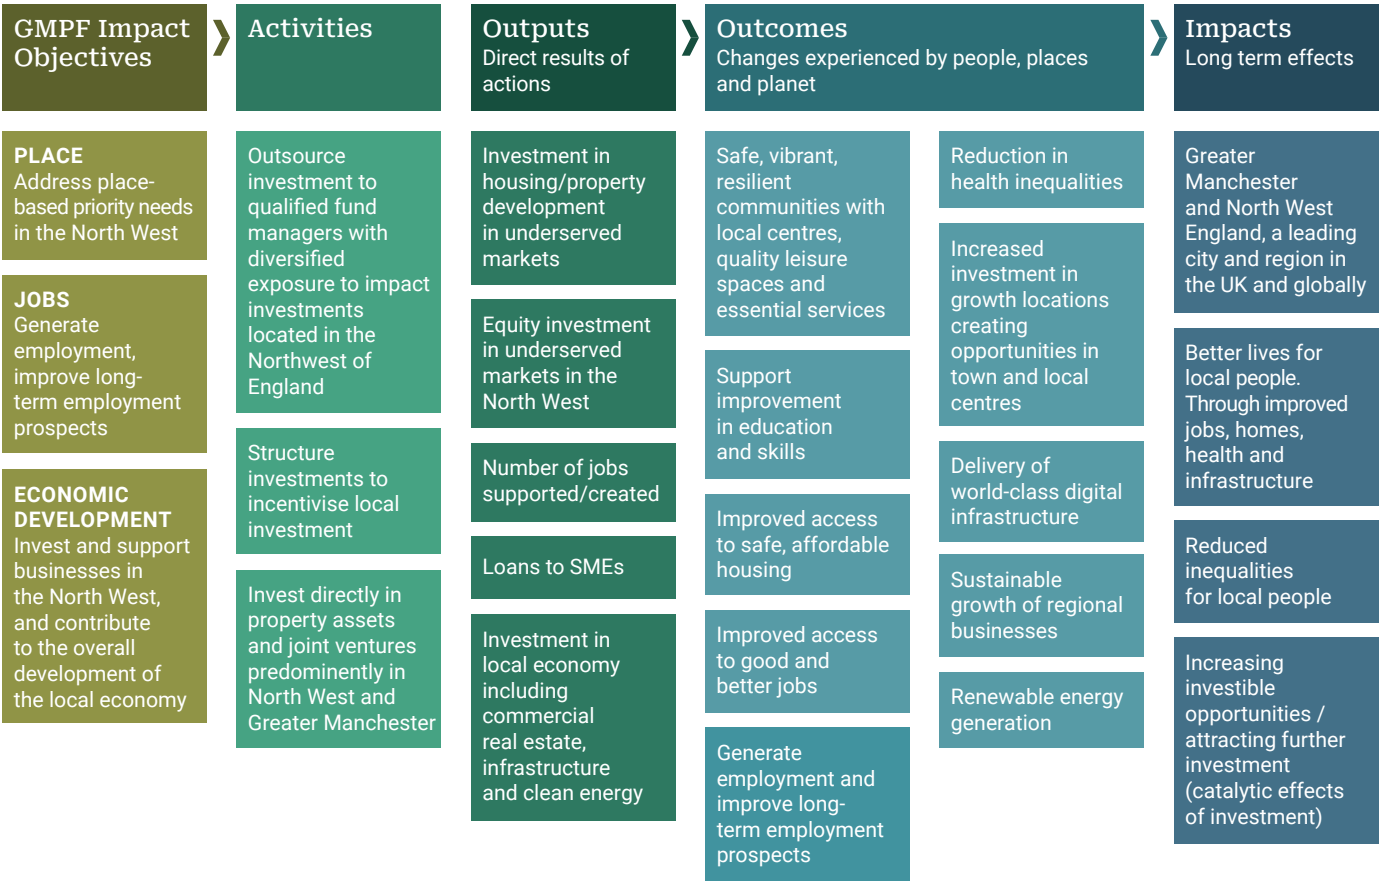 GMPF Impact
Objectives
Activities
Outputs
Direct results of
actions
Outcomes
Changes experienced by people, places
and planet
Impacts
Long term effects
PLACE
Address place-
based priority needs
in the North West
JOBS
Generate
employment,
improve long-
term employment
prospects
ECONOMIC
DEVELOPMENT
Invest and support
businesses in
the North West,
and contribute
to the overall
development of
the local economy
Outsource
investment to
qualified fund
managers with
diversified
exposure to impact
investments
located in the
Northwest of
England
Structure
investments to
incentivise local
investment
Invest directly in
property assets
and joint ventures
predominently in
North West and
Greater Manchester
Investment in
housing/property
development
in underserved
markets
Equity investment
in underserved
markets in the
North West
Number of jobs
supported/created
Loans to SMEs
Investment in
local economy
including
commercial
real estate,
infrastructure
and clean energy
Safe, vibrant,
resilient
communities with
local centres,
quality leisure
spaces and
essential services
Support
improvement
in education
and skills
Improved access
to safe, affordable
housing
Improved access
to good and
better jobs
Generate
employment and
improve long-
term employment
prospects
Reduction in
health inequalities
Increased
investment in
growth locations
creating
opportunities in
town and local
centres
Delivery of
world-class digital
infrastructure
Sustainable
growth of regional
businesses
Renewable energy
generation
Greater
Manchester
and North West
England, a leading
city and region in
the UK and globally
Better lives for
local people.
Through improved
jobs, homes,
health and
infrastructure
Reduced
inequalities
for local people
Increasing
investible
opportunities /
attracting further
investment
(catalytic effects
of investment)